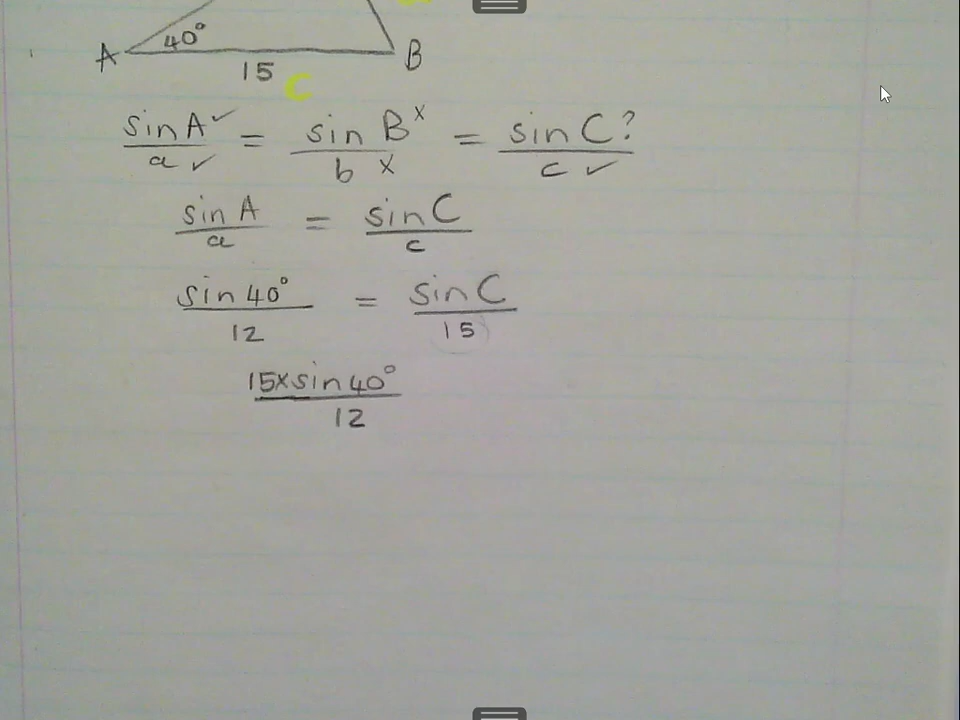 A 40° B
15
c
sin A ✓ / a ✓ = sin B x / b x = sin C ? / c ✓
sin A / a = sin C / c
sin 40° / 12 = sin C / 15
15 x sin 40° / 12